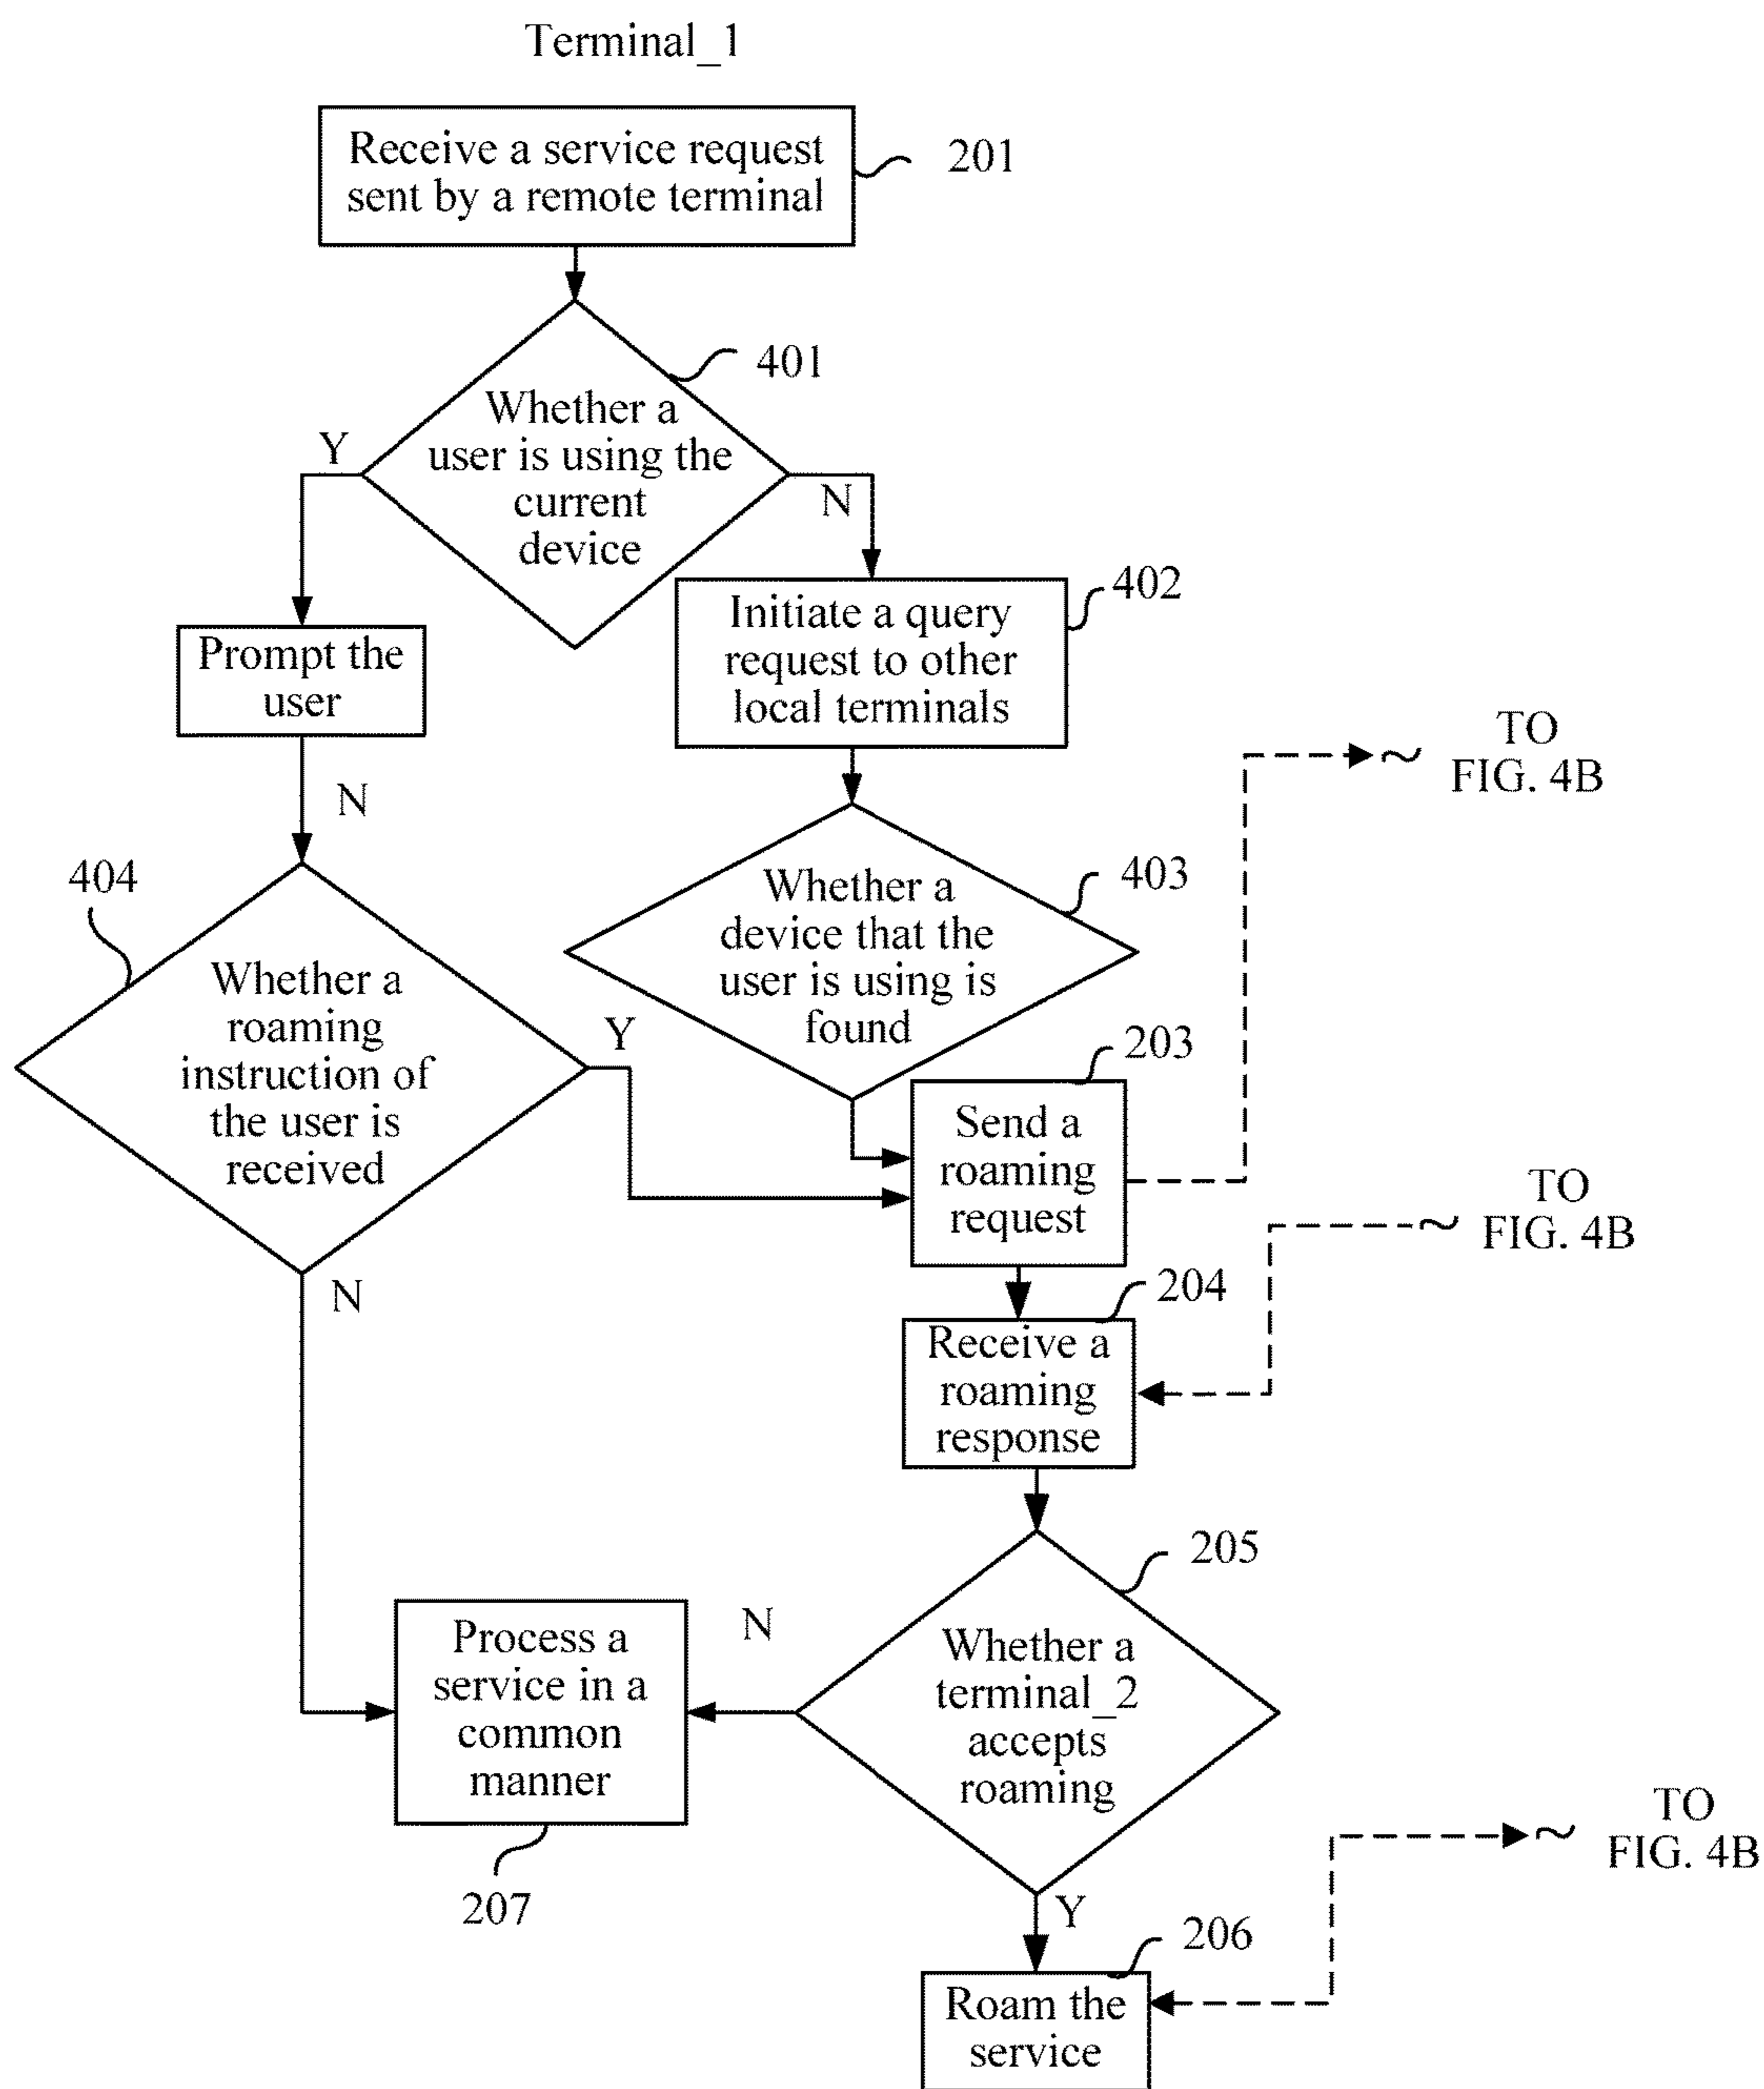 Terminal_1
Receive a service request
sent by a remote terminal
201
401
Whether a
user is using the
current
device
Y
N
402
Initiate a query
request to other
local terminals
Prompt the
user
N
TO
FIG. 4B
404
Whether a
roaming
instruction of
the user is
received
403
Whether a
device that the
user is using is
found
Y
203
Send a
roaming
request
TO
FIG. 4B
N
204
Receive a
roaming
response
205
Whether a
terminal_2
accepts
roaming
N
Process a
service in a
common
manner
207
Y
TO
FIG. 4B
206
Roam the
service